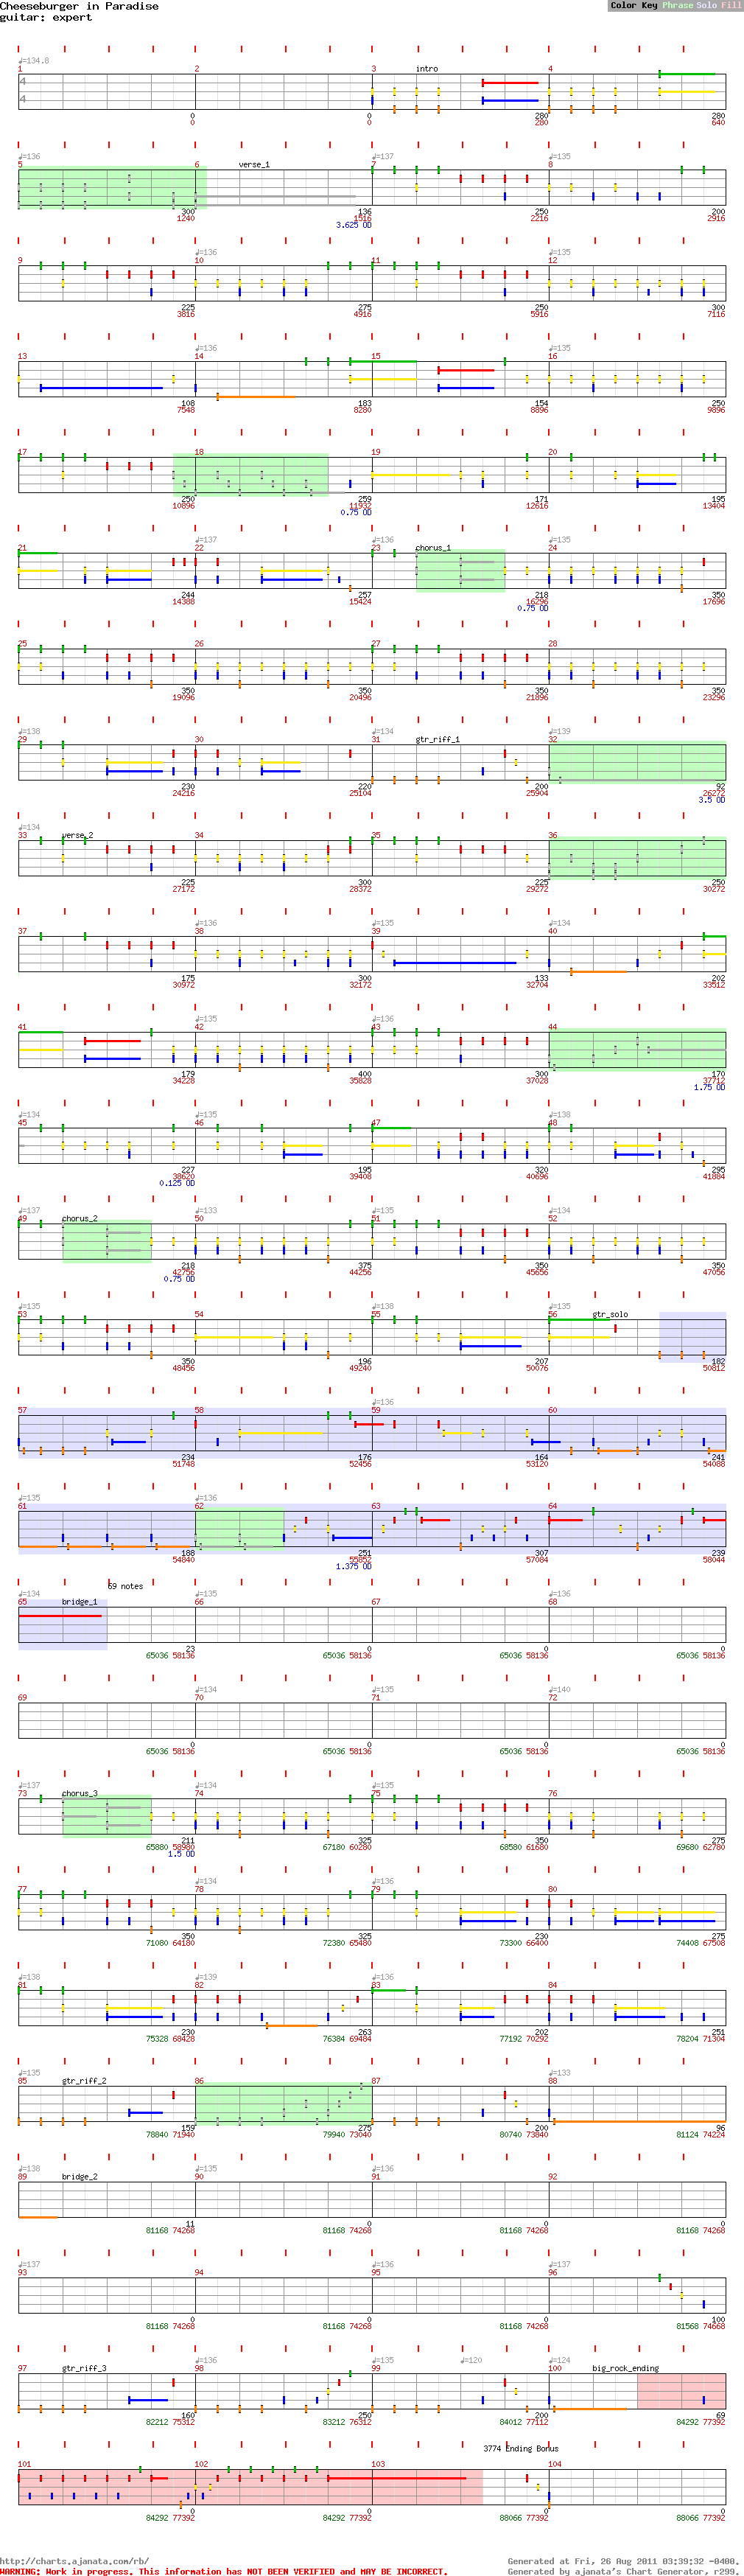 Cheeseburger in Paradise
guitar: expert
Color Key Phrase Solo Fill
♩=134.8
1 2 3 intro 4
4
4
0 0 280 280
0 0 280 640
♩=136 ♩=137 ♩=135
5 6 verse_1 7 8
300 136 250 200
1240 1516 2216 2916
3.625 OD
♩=136 ♩=135
9 10 11 12
225 275 250 300
3816 4916 5916 7116
♩=136 ♩=135
13 14 15 16
108 183 154 250
7548 8280 8896 9896
17 18 19 20
250 259 171 195
10896 11932 12616 13404
0.75 OD
♩=137 ♩=136 ♩=135
21 22 23 chorus_1 24
244 257 218 350
14388 15424 16296 17696
0.75 OD
25 26 27 28
350 350 350 350
19096 20496 21896 23296
♩=138 ♩=134 ♩=139
29 30 31 gtr_riff_1 32
230 220 200 92
24216 25104 25904 26272
3.5 OD
♩=134
33 verse_2 34 35 36
225 300 225 250
27172 28372 29272 30272
♩=136 ♩=135 ♩=134
37 38 39 40
175 300 133 202
30972 32172 32704 33512
♩=135 ♩=136
41 42 43 44
179 400 300 170
34228 35828 37028 37712
1.75 OD
♩=134 ♩=135 ♩=138
45 46 47 48
227 195 320 295
38620 39408 40696 41884
0.125 OD
♩=137 ♩=133 ♩=135 ♩=134
49 chorus_2 50 51 52
218 375 350 350
42756 44256 45656 47056
0.75 OD
♩=135 ♩=138 ♩=135
53 54 55 56 gtr_solo
350 196 207 182
48456 49240 50076 50812
♩=136
57 58 59 60
234 176 164 241
51748 52456 53120 54088
♩=135 ♩=136
61 62 63 64
188 251 307 239
54840 55852 57084 58044
1.375 OD
69 notes
♩=134 ♩=135 ♩=136
65 bridge_1 66 67 68
23 0 0 0
65036 58136 65036 58136 65036 58136 65036 58136
♩=134 ♩=135 ♩=140
69 70 71 72
0 0 0 0
65036 58136 65036 58136 65036 58136 65036 58136
♩=137 ♩=134 ♩=135
73 chorus_3 74 75 76
211 325 350 275
65880 58980 67180 60280 68580 61680 69680 62780
1.5 OD
♩=134 ♩=136
77 78 79 80
350 325 230 275
71080 64180 72380 65480 73300 66400 74408 67508
♩=138 ♩=139 ♩=136
81 82 83 84
230 263 202 251
75328 68428 76384 69484 77192 70292 78204 71304
♩=135 ♩=133
85 gtr_riff_2 86 87 88
159 275 200 96
78840 71940 79940 73040 80740 73840 81124 74224
♩=138 ♩=135 ♩=136
89 bridge_2 90 91 92
11 0 0 0
81168 74268 81168 74268 81168 74268 81168 74268
♩=137 ♩=136 ♩=137
93 94 95 96
0 0 0 100
81168 74268 81168 74268 81168 74268 81568 74668
♩=136 ♩=135 ♩=120 ♩=124
97 gtr_riff_3 98 99 100 big_rock_ending
160 250 200 69
82212 75312 83212 76312 84012 77112 84292 77392
3774 Ending Bonus
101 102 103 104
0 0 0 0
84292 77392 84292 77392 88066 77392 88066 77392
http://charts.ajanata.com/rb/
Generated at Fri, 26 Aug 2011 03:39:32 -0400.
WARNING: Work in progress. This information has NOT BEEN VERIFIED and MAY BE INCORRECT.
Generated by ajanata's Chart Generator, r299.